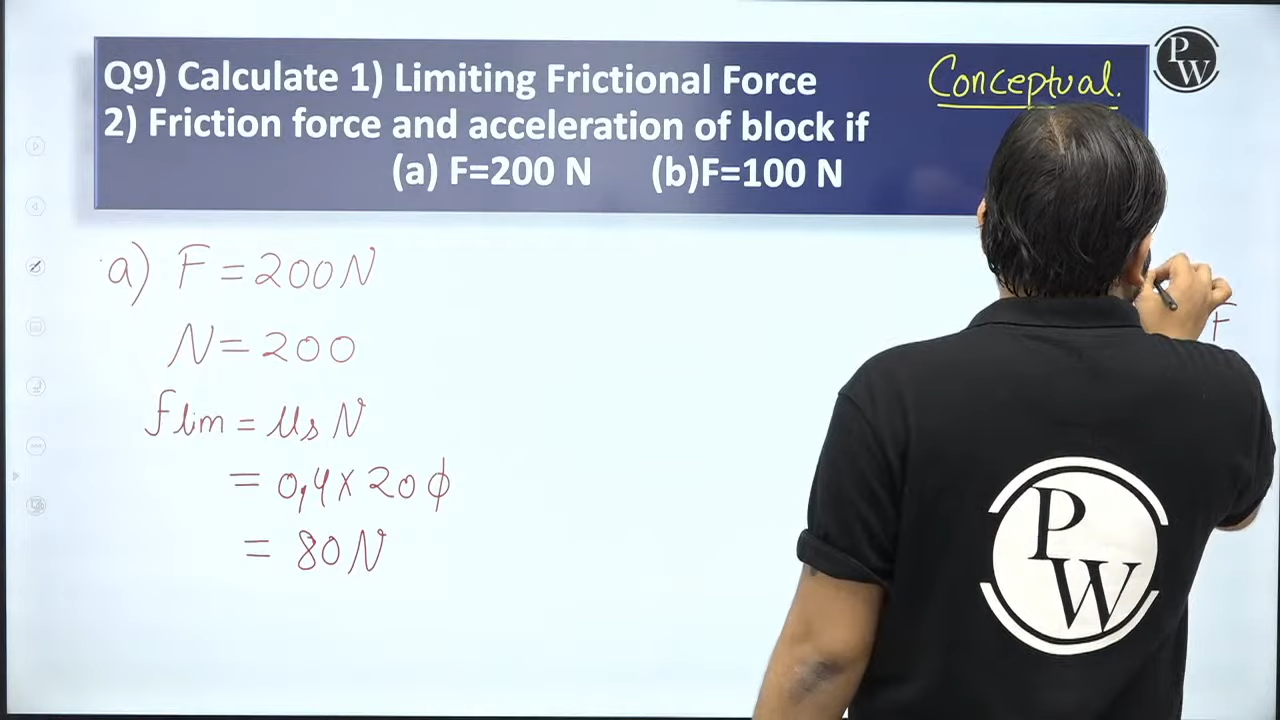 Q9) Calculate 1) Limiting Frictional Force
Conceptual.
2) Friction force and acceleration of block if
(a) F=200 N (b)F=100 N
PW
a) F = 200N
N = 200
flim = μs N
= 0.4 × 200
= 80N
F
PW